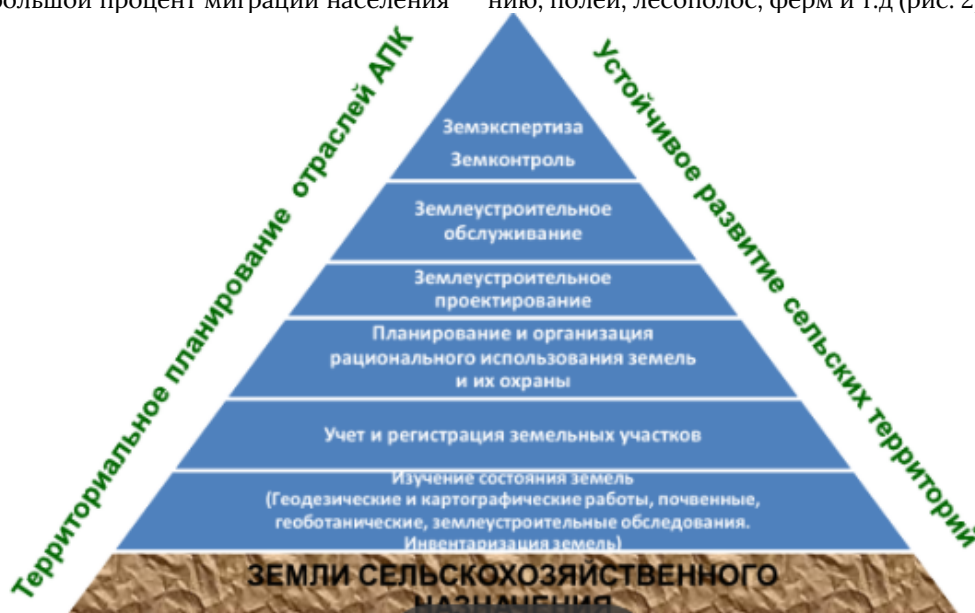 большой процент миграции населения
нию, полей, лесополос, ферм и т.д (рис. 2
Территориальное планирование отраслей АПК
Устойчивое развитие сельских территорий
Земэкспертиза
Земконтроль
Землеустроительное
обслуживание
Землеустроительное
проектирование
Планирование и организация
рационального использования земель
и их охраны
Учет и регистрация земельных участков
Изучение состояния земель
(Геодезические и картографические работы, почвенные,
геоботанические, землеустроительные обследования.
Инвентаризация земель)
ЗЕМЛИ СЕЛЬСКОХОЗЯЙСТВЕННОГО
НАЗНАЧЕНИЯ